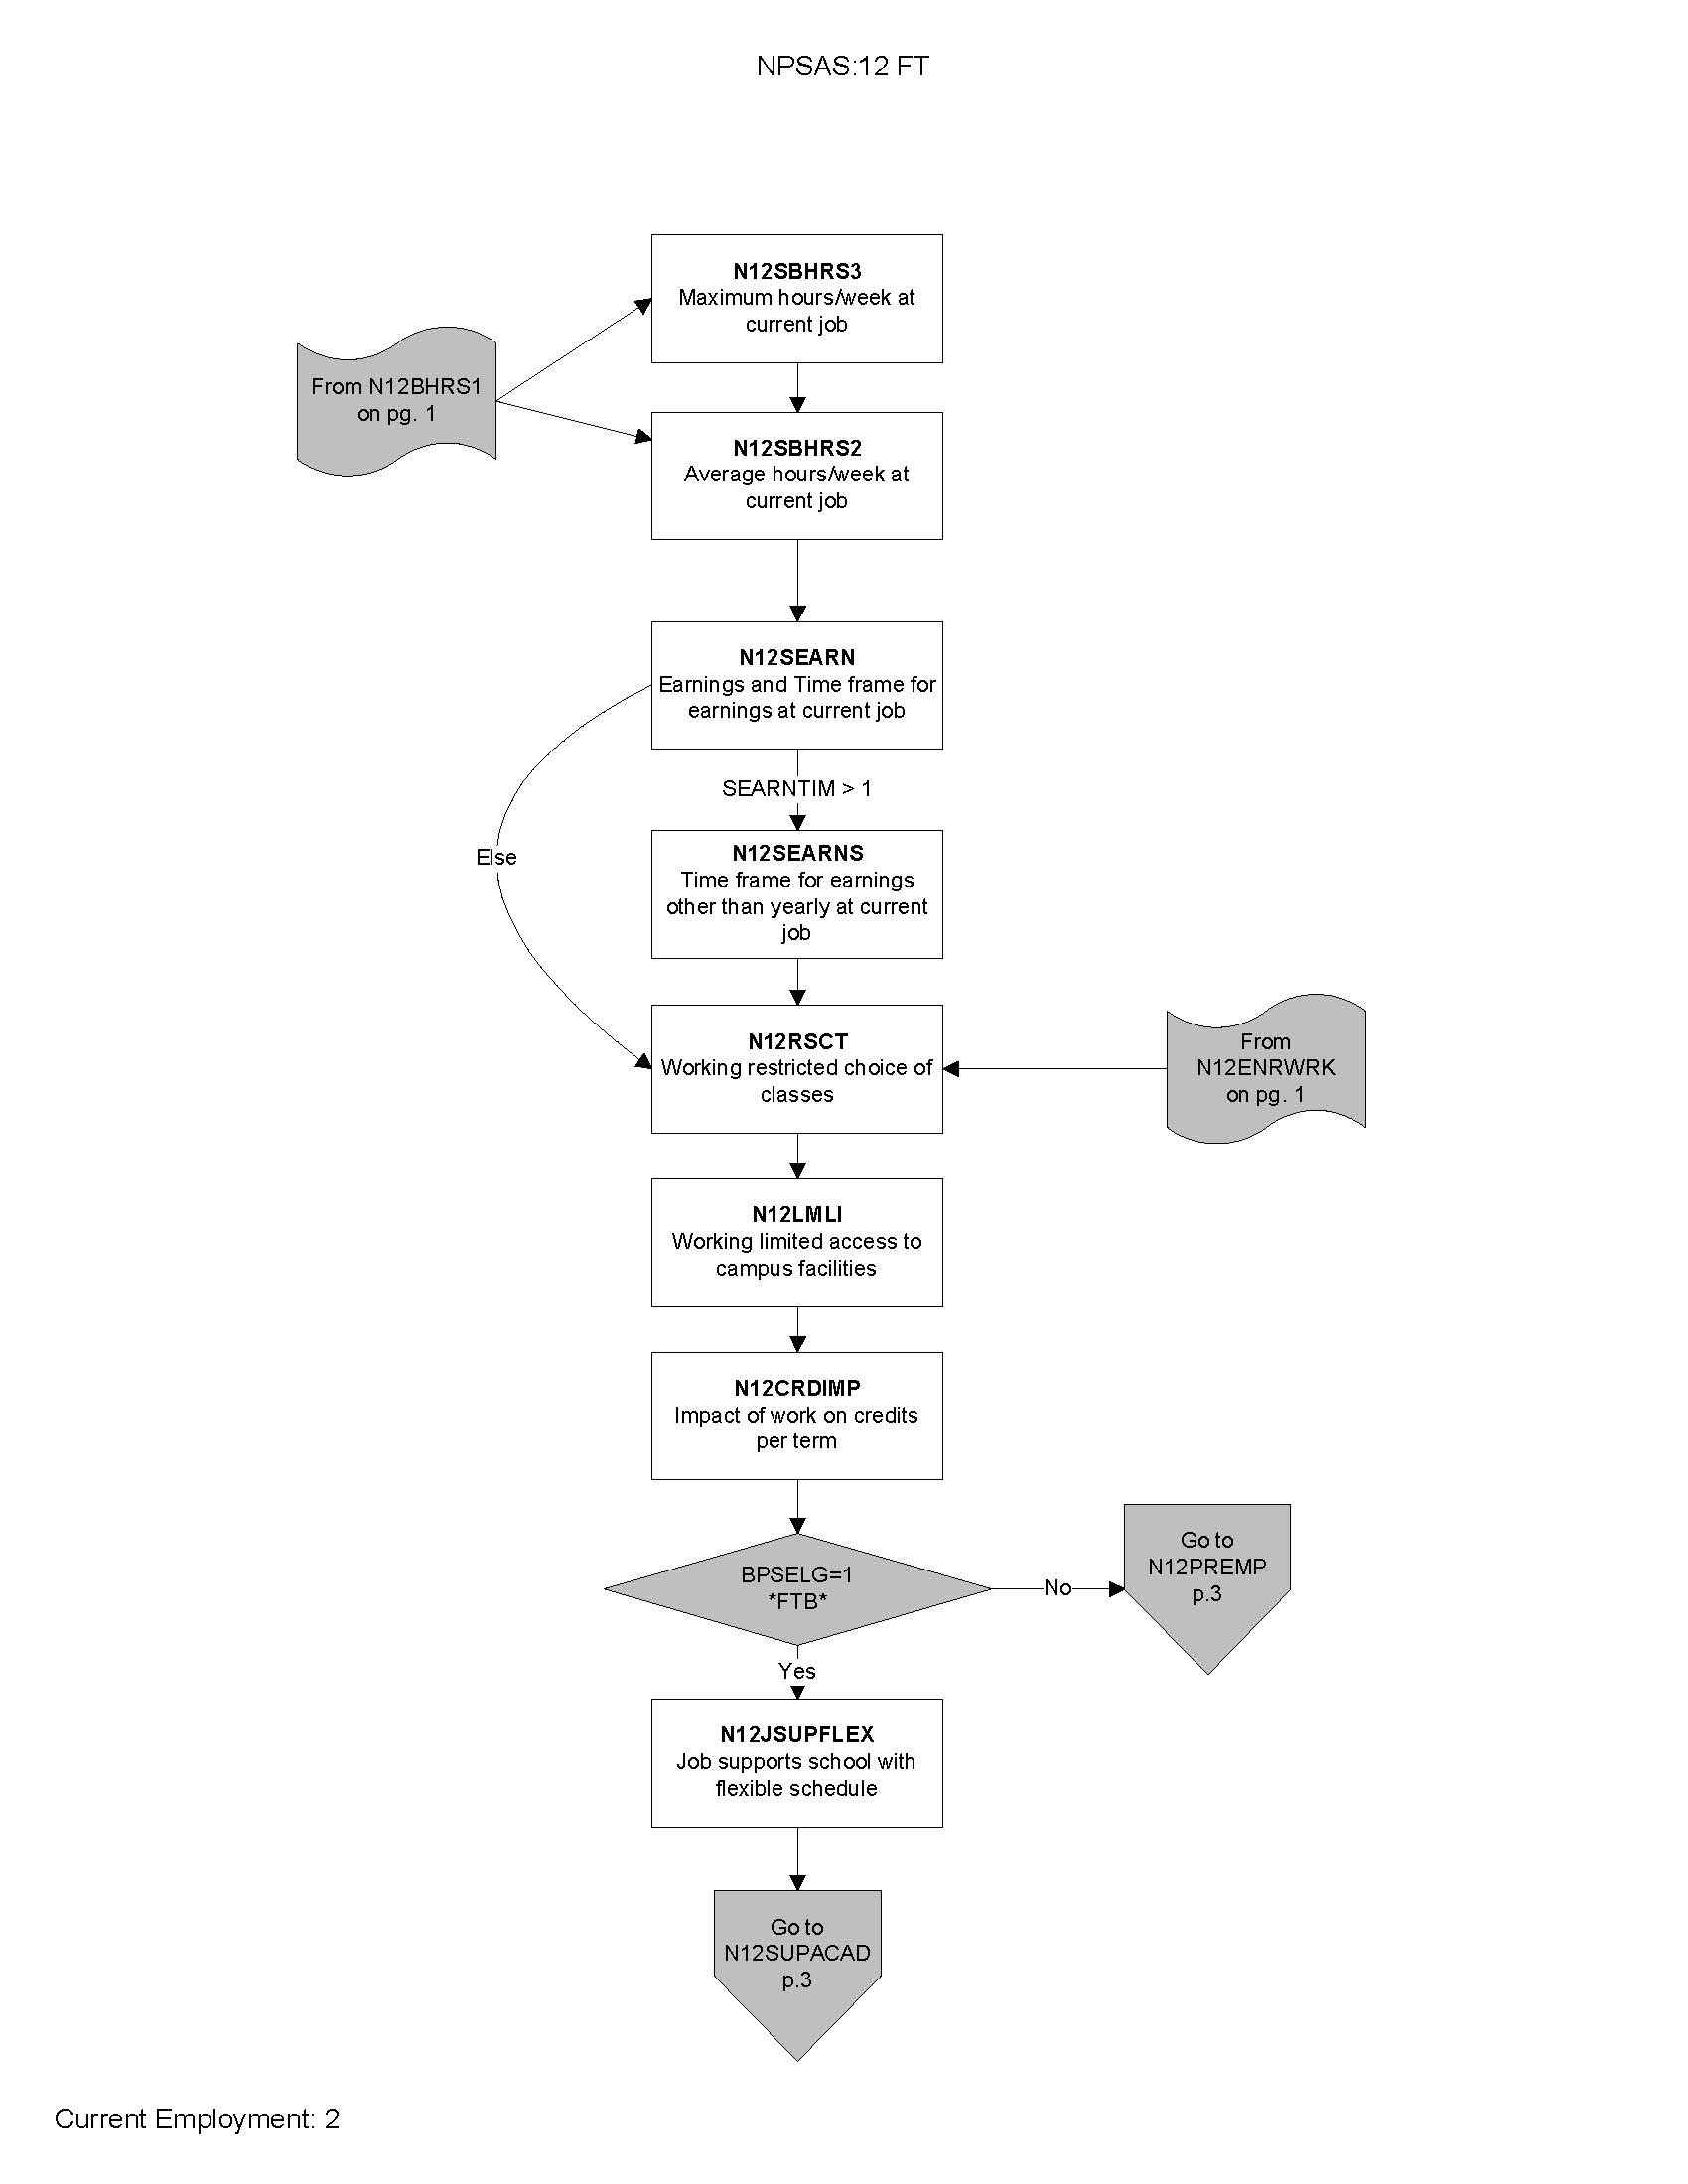 NPSAS:12 FT
N12SBHRS3
Maximum hours/week at
current job
From N12BHRS1
on pg. 1
N12SBHRS2
Average hours/week at
current job
N12SEARN
Earnings and Time frame for
earnings at current job
SEARNTIM > 1
Else
N12SEARNS
Time frame for earnings
other than yearly at current
job
N12RSCT
Working restricted choice of
classes
From
N12ENRWRK
on pg. 1
N12LMLI
Working limited access to
campus facilities
N12CRDIMP
Impact of work on credits
per term
BPSELG=1
*FTB*
No
Go to
N12PREMP
p.3
Yes
N12JSUPFLEX
Job supports school with
flexible schedule
Go to
N12SUPACAD
p.3
Current Employment: 2